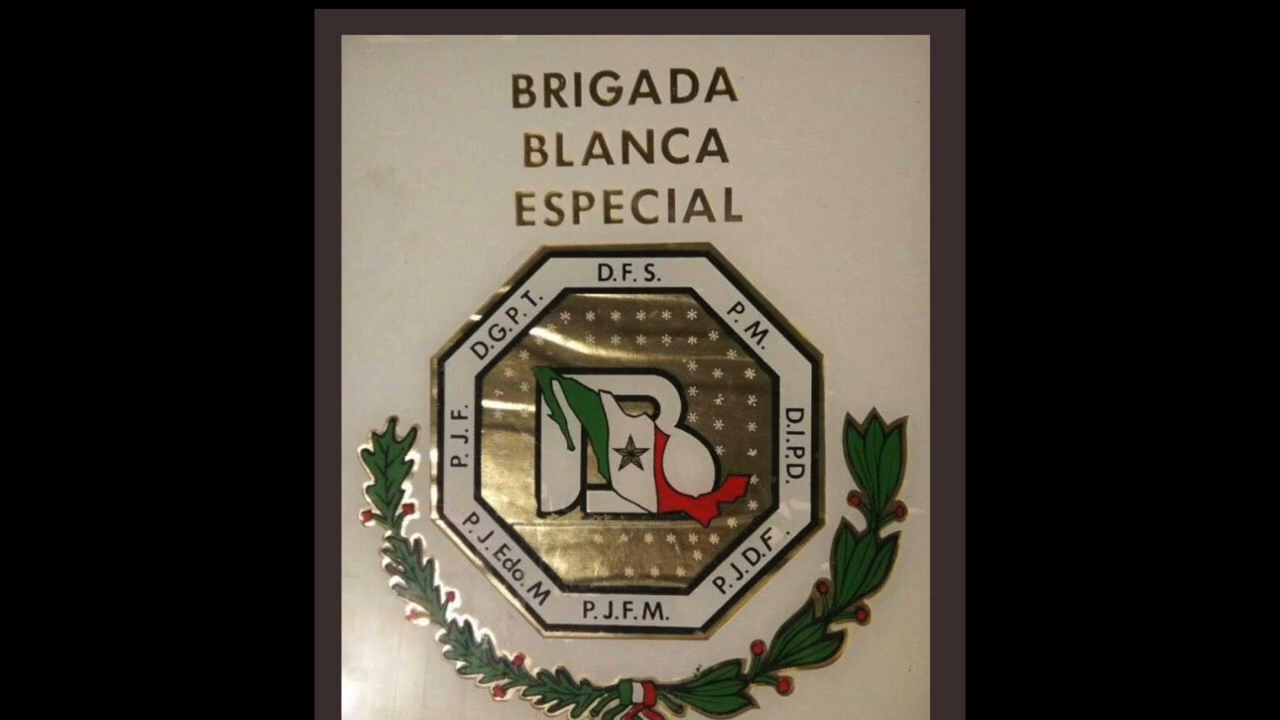 BRIGADA
BLANCA
ESPECIAL
D.F.S.
P.M.
D.I.P.D.
P.J.D.F.
P.J.F.M.
P.J.Edo.M
P.J.F.
D.G.P.T.
B